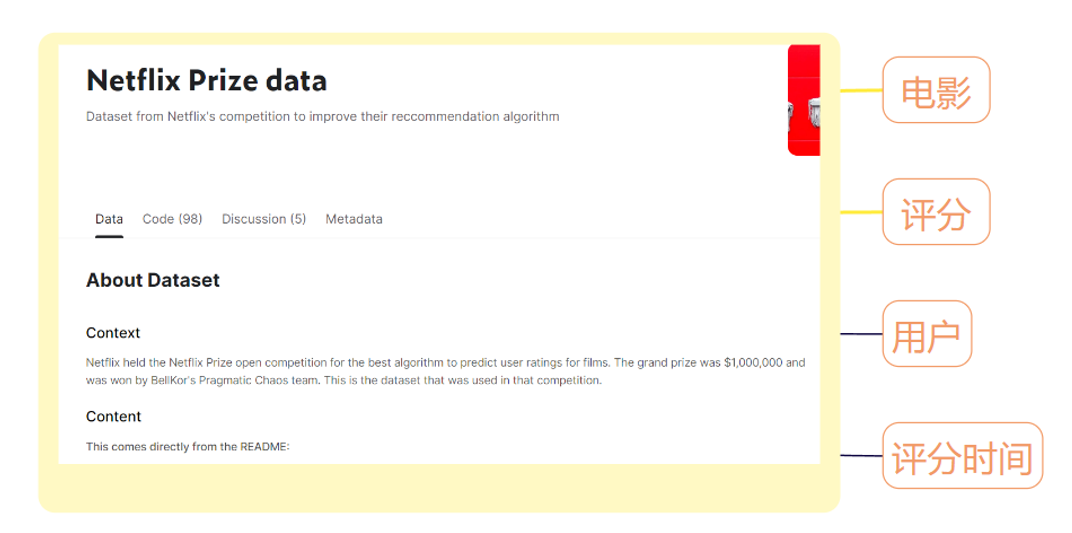 Netflix Prize data
Dataset from Netflix's competition to improve their reccommendation algorithm
Data Code (98) Discussion (5) Metadata
About Dataset
Context
Netflix held the Netflix Prize open competition for the best algorithm to predict user ratings for films. The grand prize was $1,000,000 and
was won by BellKor's Pragmatic Chaos team. This is the dataset that was used in that competition.
Content
This comes directly from the README:
电影
评分
用户
评分时间